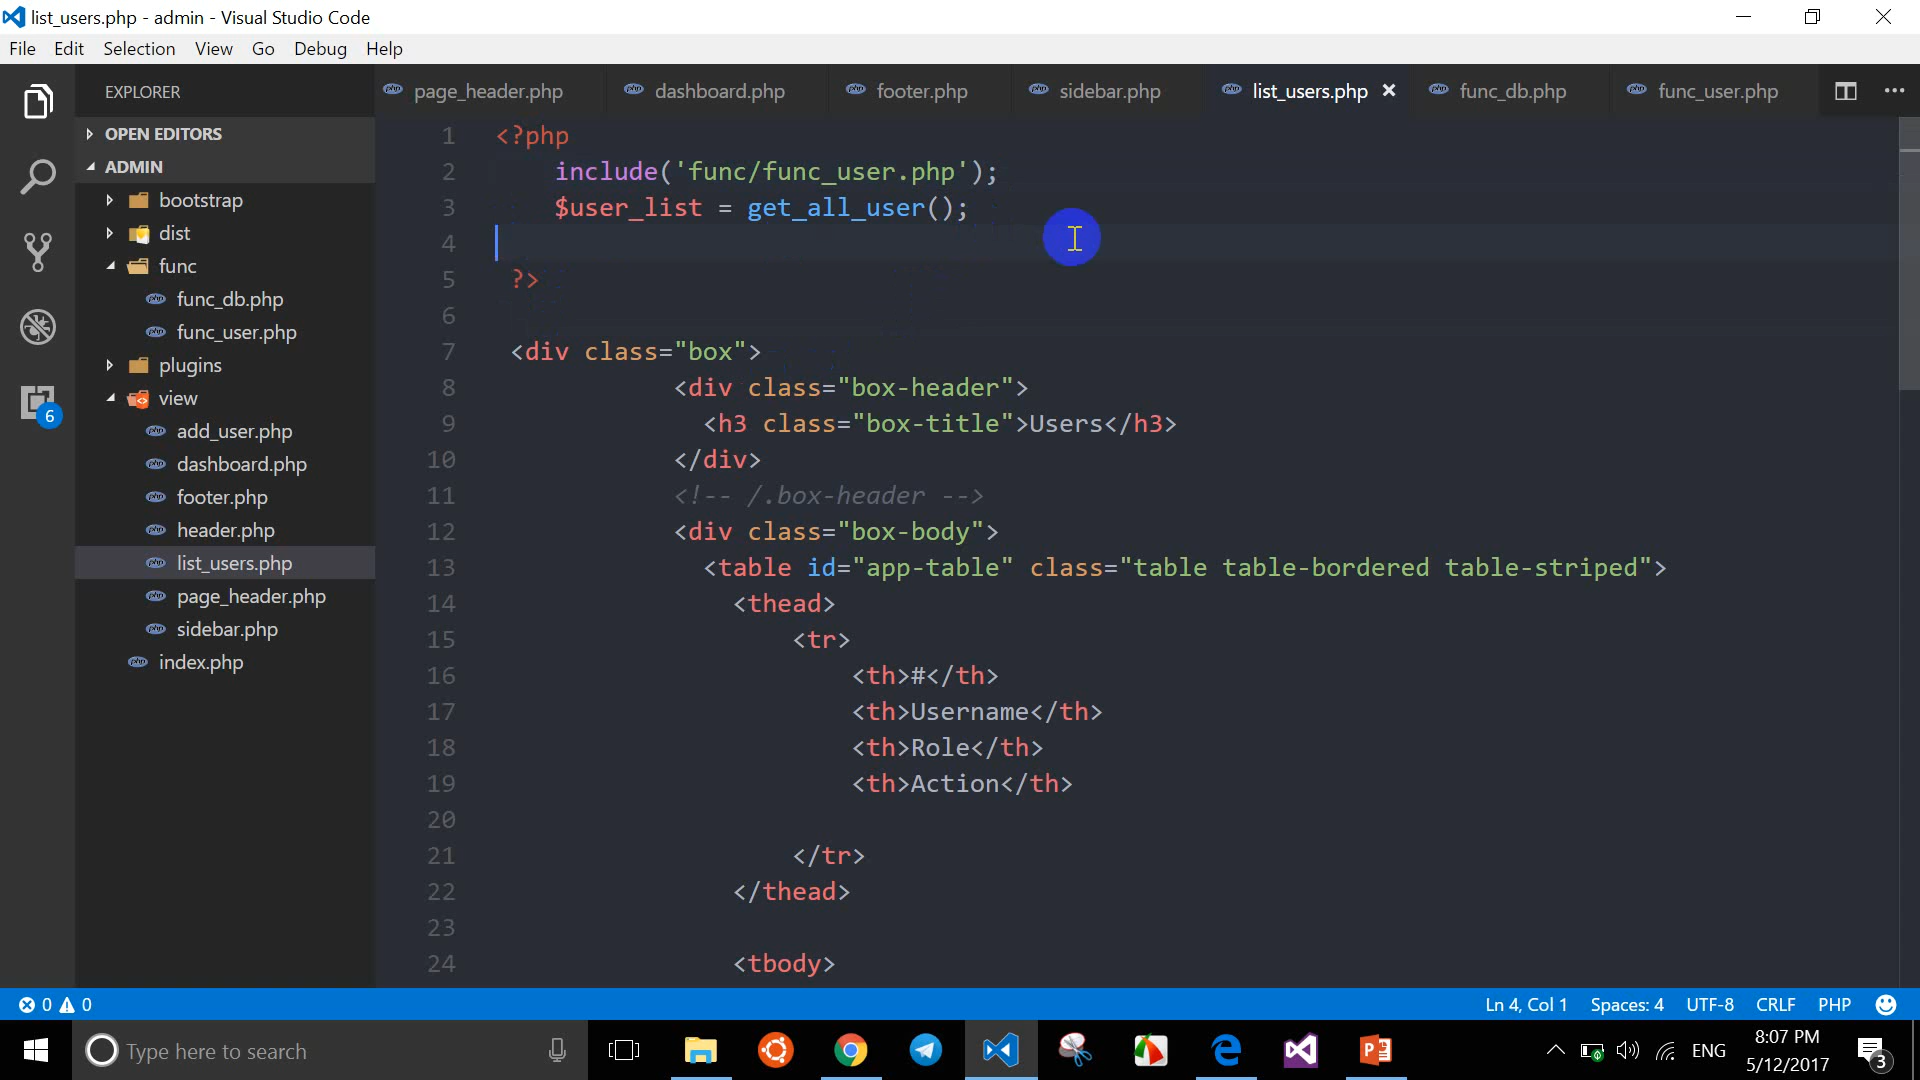 list_users.php - admin - Visual Studio Code
File Edit Selection View Go Debug Help
EXPLORER
OPEN EDITORS
ADMIN
bootstrap
dist
func
func_db.php
func_user.php
plugins
view
add_user.php
dashboard.php
footer.php
header.php
list_users.php
page_header.php
sidebar.php
index.php
6
page_header.php dashboard.php footer.php sidebar.php list_users.php func_db.php func_user.php
1 <?php
2 include('func/func_user.php');
3 $user_list = get_all_user();
4
5 ?>
6
7 <div class="box">
8 <div class="box-header">
9 <h3 class="box-title">Users</h3>
10 </div>
11 <!-- /.box-header -->
12 <div class="box-body">
13 <table id="app-table" class="table table-bordered table-striped">
14 <thead>
15 <tr>
16 <th>#</th>
17 <th>Username</th>
18 <th>Role</th>
19 <th>Action</th>
20
21 </tr>
22 </thead>
23
24 <tbody>
0 0 Ln 4, Col 1 Spaces: 4 UTF-8 CRLF PHP
Type here to search
ENG
8:07 PM
5/12/2017
3